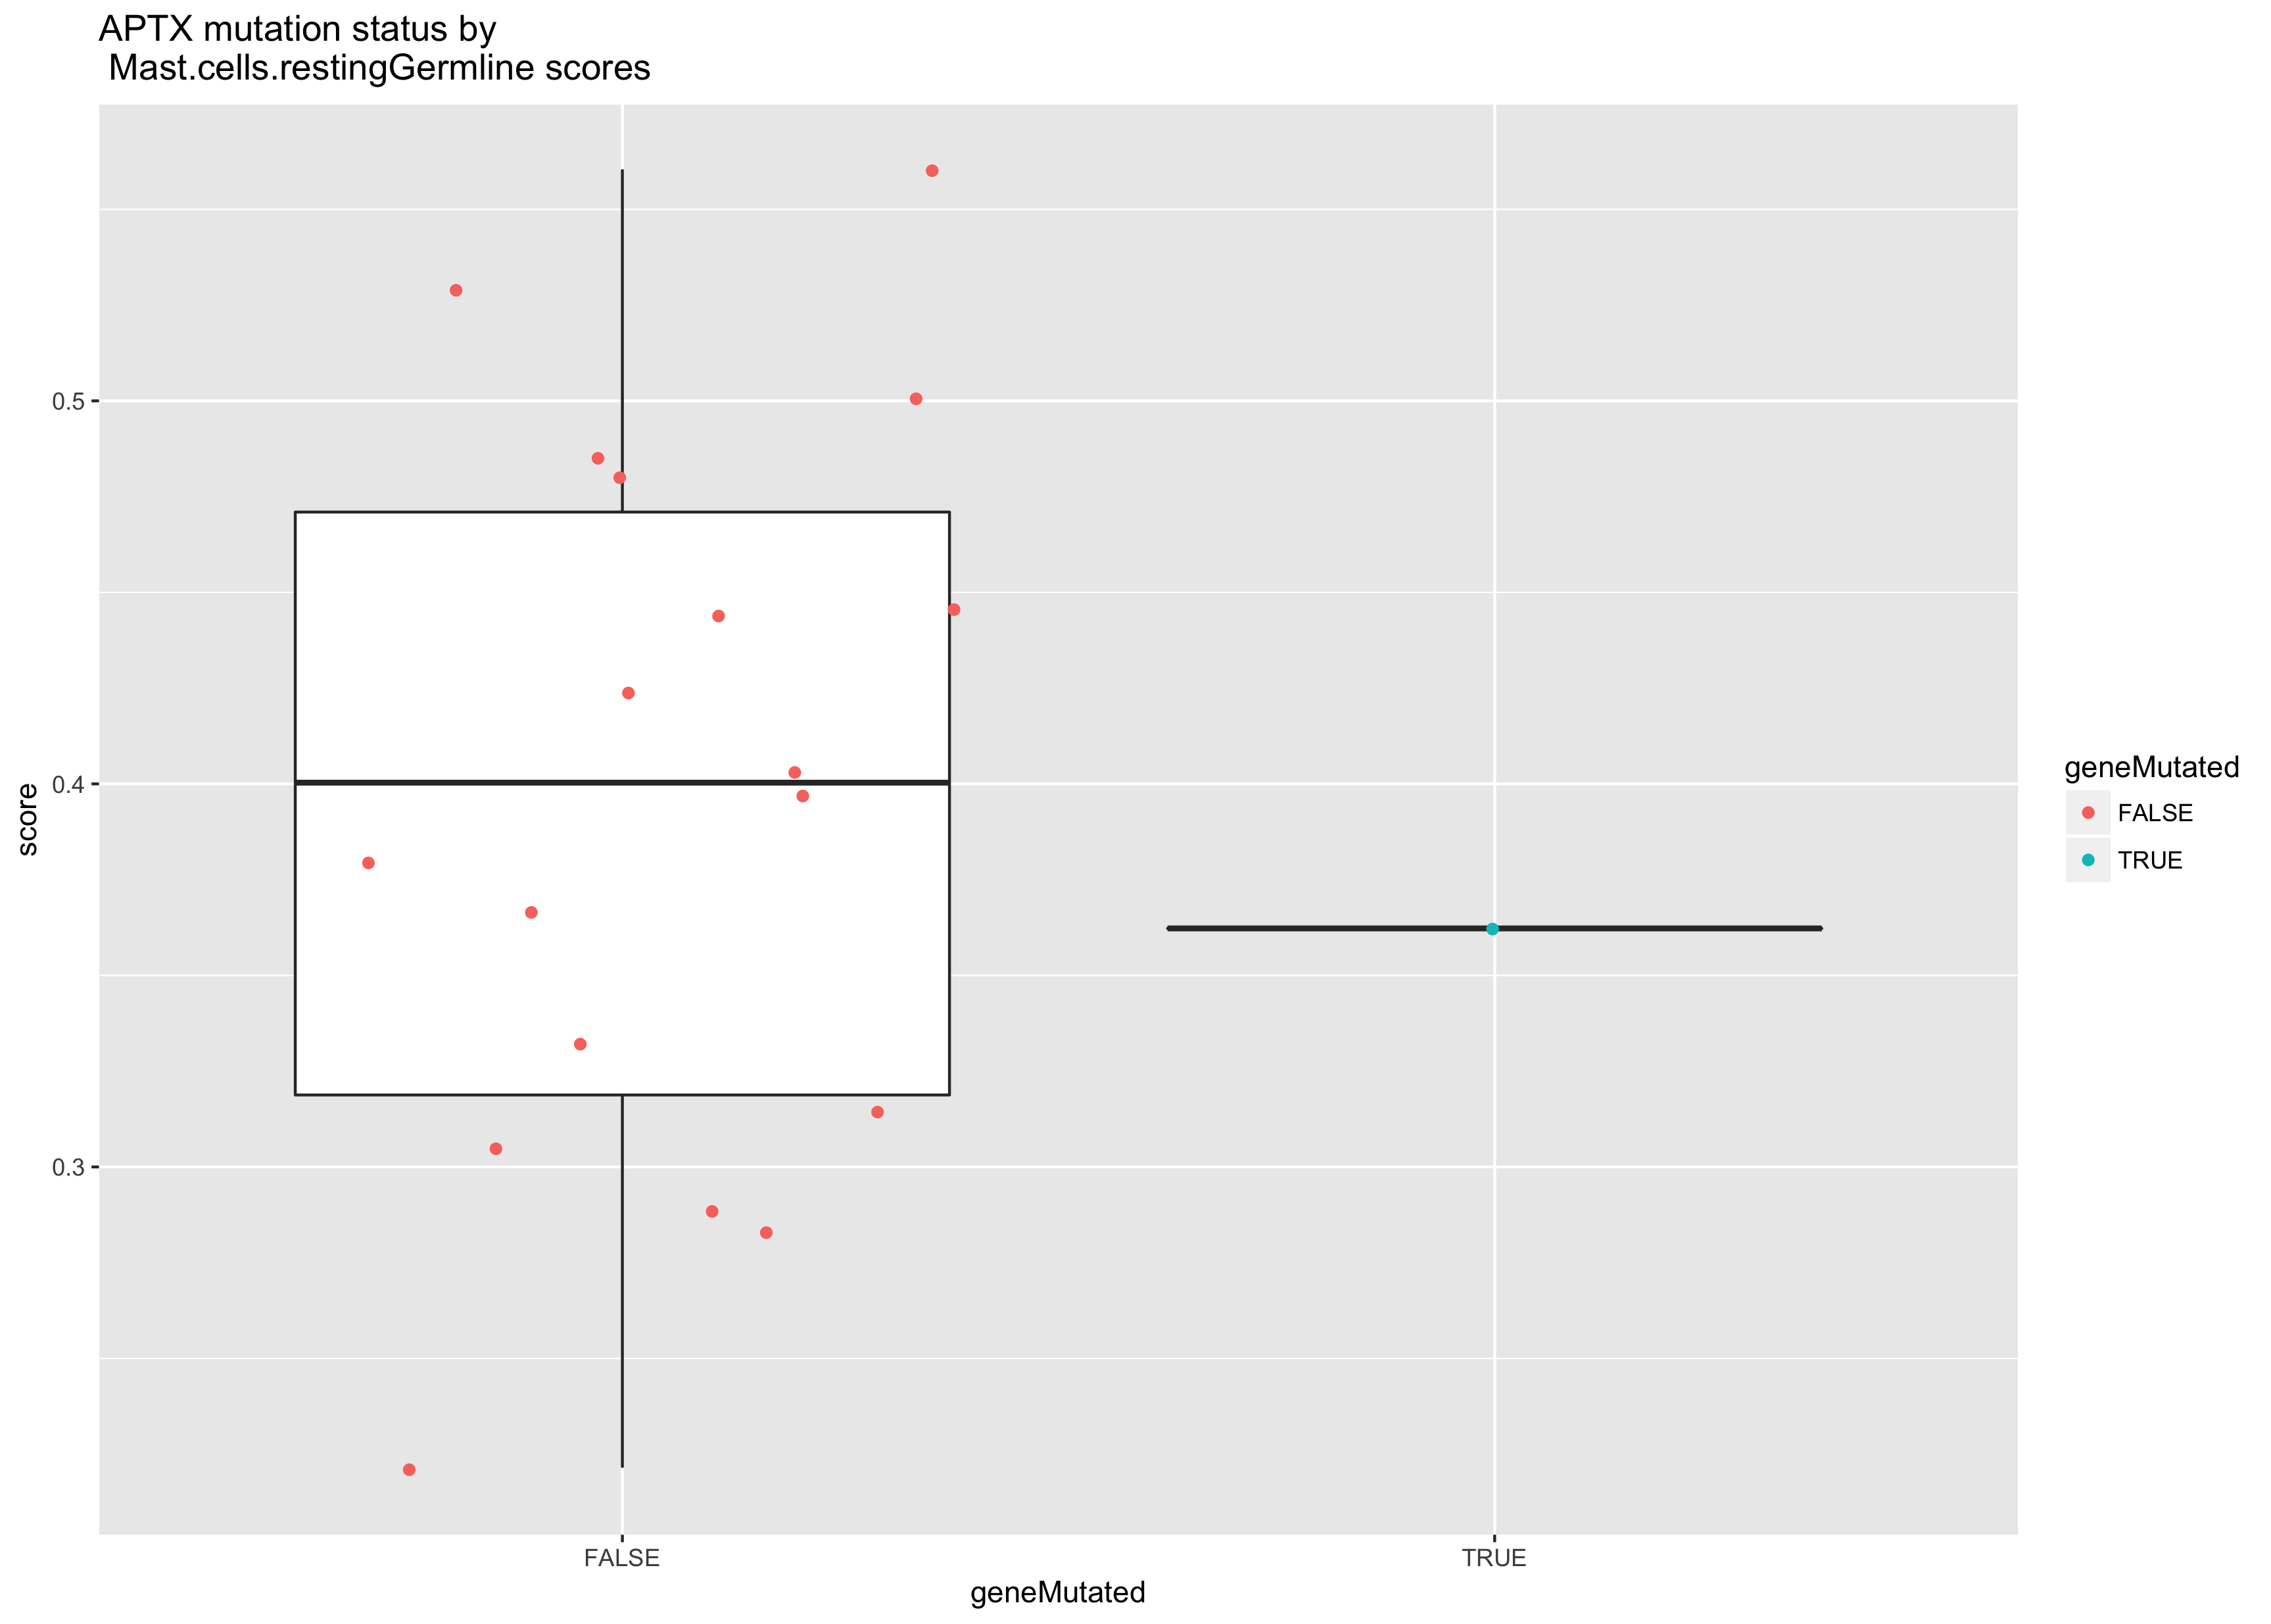 APTX mutation status by
Mast.cells.restingGermline scores
0.5
0.4
0.3
score
FALSE
TRUE
geneMutated
geneMutated
FALSE
TRUE